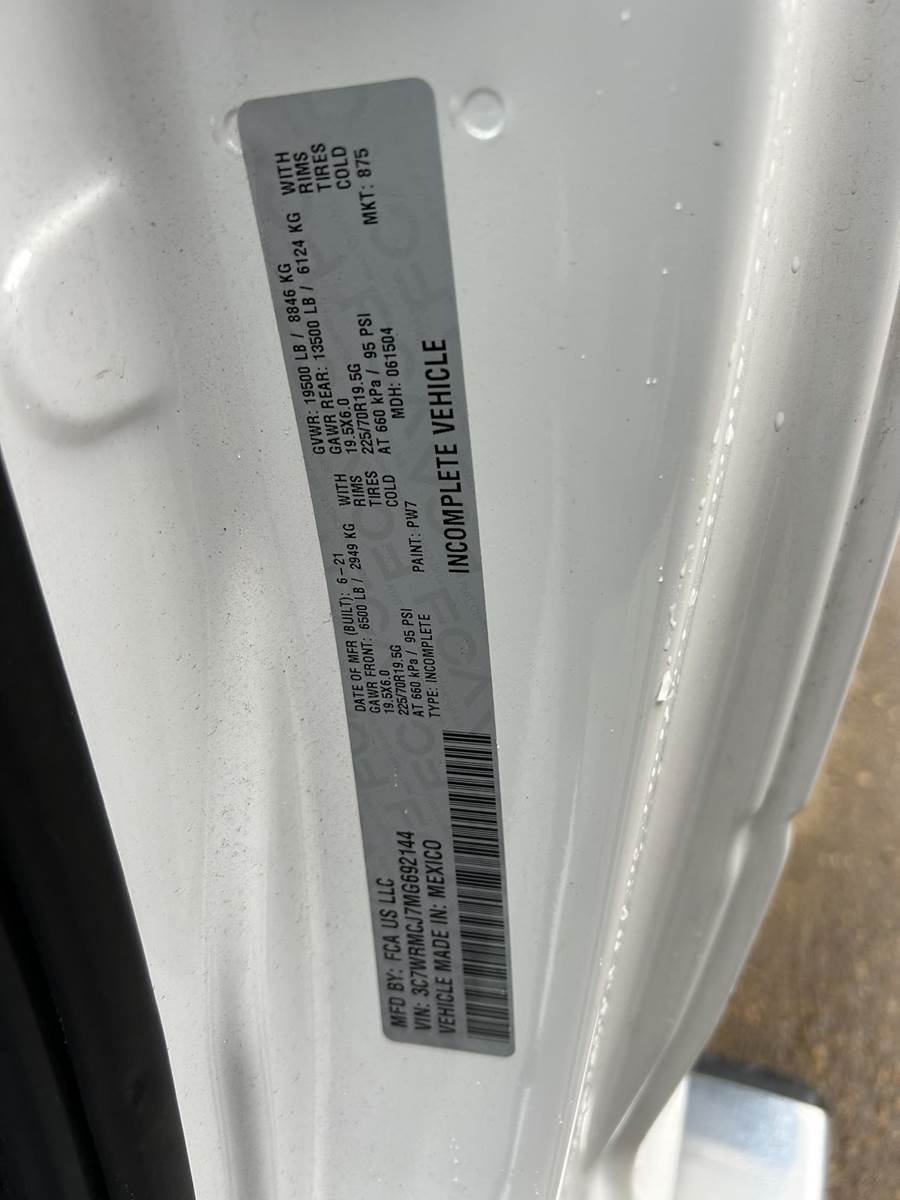 MFD BY: FCA US LLC
VIN: 3C7WRMCJ7MG692144
VEHICLE MADE IN: MEXICO
DATE OF MFR (BUILT): 6-21
GAWR FRONT: 6500 LB / 2949 KG WITH
19.5X6.0 RIMS
225/70R19.5G TIRES
AT 660 kPa / 95 PSI COLD
TYPE: INCOMPLETE PAINT: PW7
GVWR: 19500 LB / 8846 KG
GAWR REAR: 13500 LB / 6124 KG WITH
19.5X6.0 RIMS
225/70R19.5G TIRES
AT 660 kPa / 95 PSI COLD
MDH: 061504 MKT: 875
INCOMPLETE VEHICLE